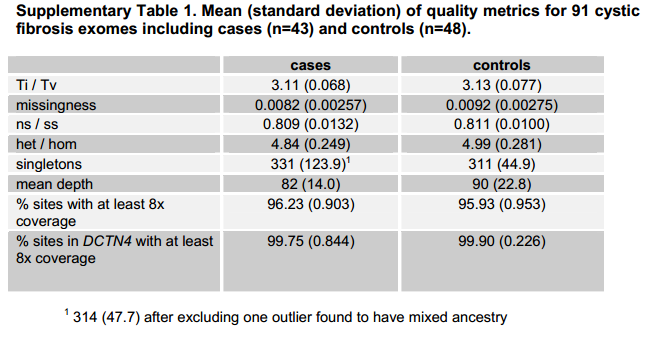 Supplementary Table 1. Mean (standard deviation) of quality metrics for 91 cystic
fibrosis exomes including cases (n=43) and controls (n=48).
cases controls
Ti / Tv 3.11 (0.068) 3.13 (0.077)
missingness 0.0082 (0.00257) 0.0092 (0.00275)
ns / ss 0.809 (0.0132) 0.811 (0.0100)
het / hom 4.84 (0.249) 4.99 (0.281)
singletons 331 (123.9)¹ 311 (44.9)
mean depth 82 (14.0) 90 (22.8)
% sites with at least 8x
coverage 96.23 (0.903) 95.93 (0.953)
% sites in DCTN4 with at least
8x coverage 99.75 (0.844) 99.90 (0.226)
¹ 314 (47.7) after excluding one outlier found to have mixed ancestry